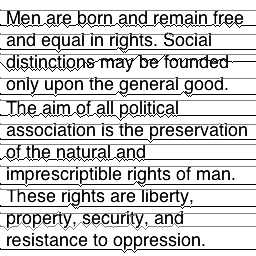 Men are born and remain free
and equal in rights. Social
distinctions may be founded
only upon the general good.
The aim of all political
association is the preservation
of the natural and
imprescriptible rights of man.
These rights are liberty,
property, security, and
resistance to oppression.